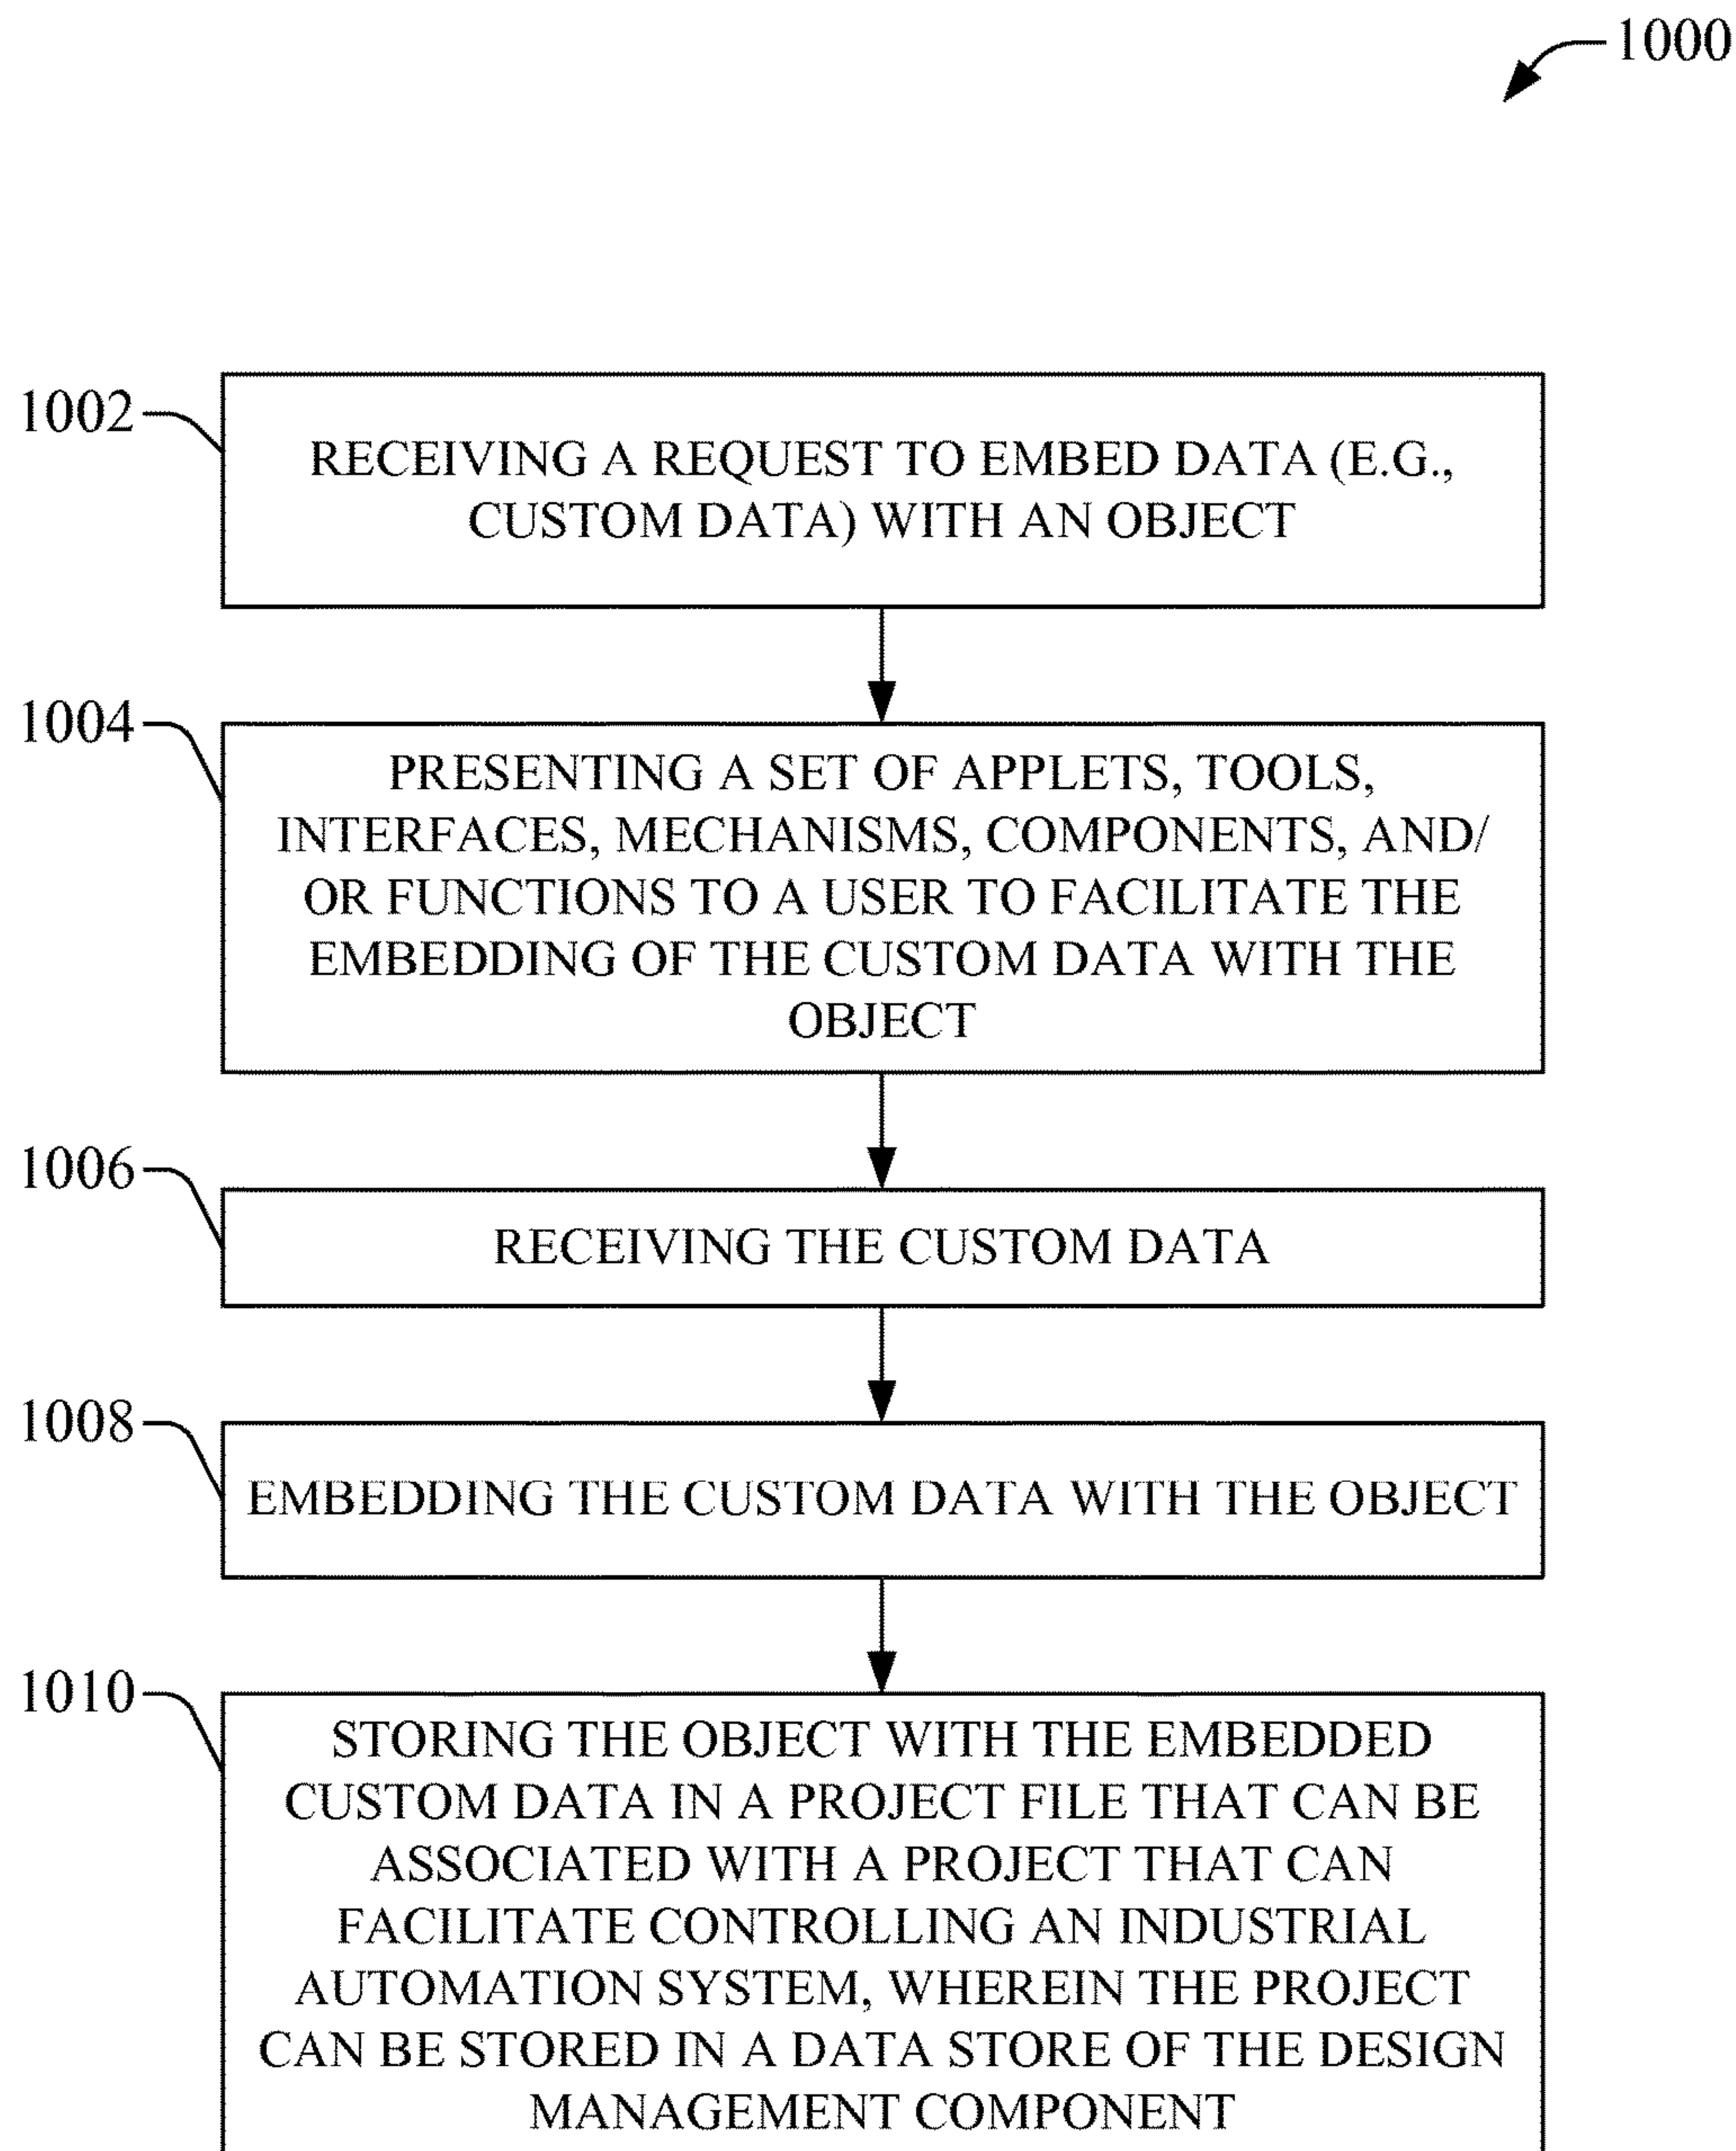 1000
1002
RECEIVING A REQUEST TO EMBED DATA (E.G.,
CUSTOM DATA) WITH AN OBJECT
1004
PRESENTING A SET OF APPLETS, TOOLS,
INTERFACES, MECHANISMS, COMPONENTS, AND/
OR FUNCTIONS TO A USER TO FACILITATE THE
EMBEDDING OF THE CUSTOM DATA WITH THE
OBJECT
1006
RECEIVING THE CUSTOM DATA
1008
EMBEDDING THE CUSTOM DATA WITH THE OBJECT
1010
STORING THE OBJECT WITH THE EMBEDDED
CUSTOM DATA IN A PROJECT FILE THAT CAN BE
ASSOCIATED WITH A PROJECT THAT CAN
FACILITATE CONTROLLING AN INDUSTRIAL
AUTOMATION SYSTEM, WHEREIN THE PROJECT
CAN BE STORED IN A DATA STORE OF THE DESIGN
MANAGEMENT COMPONENT